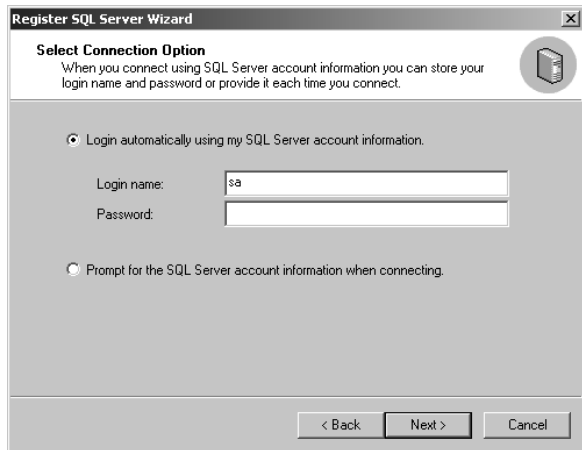 Register SQL Server Wizard
Select Connection Option
When you connect using SQL Server account information you can store your
login name and password or provide it each time you connect.
Login automatically using my SQL Server account information.
Login name:
sa
Password:
Prompt for the SQL Server account information when connecting.
< Back
Next >
Cancel